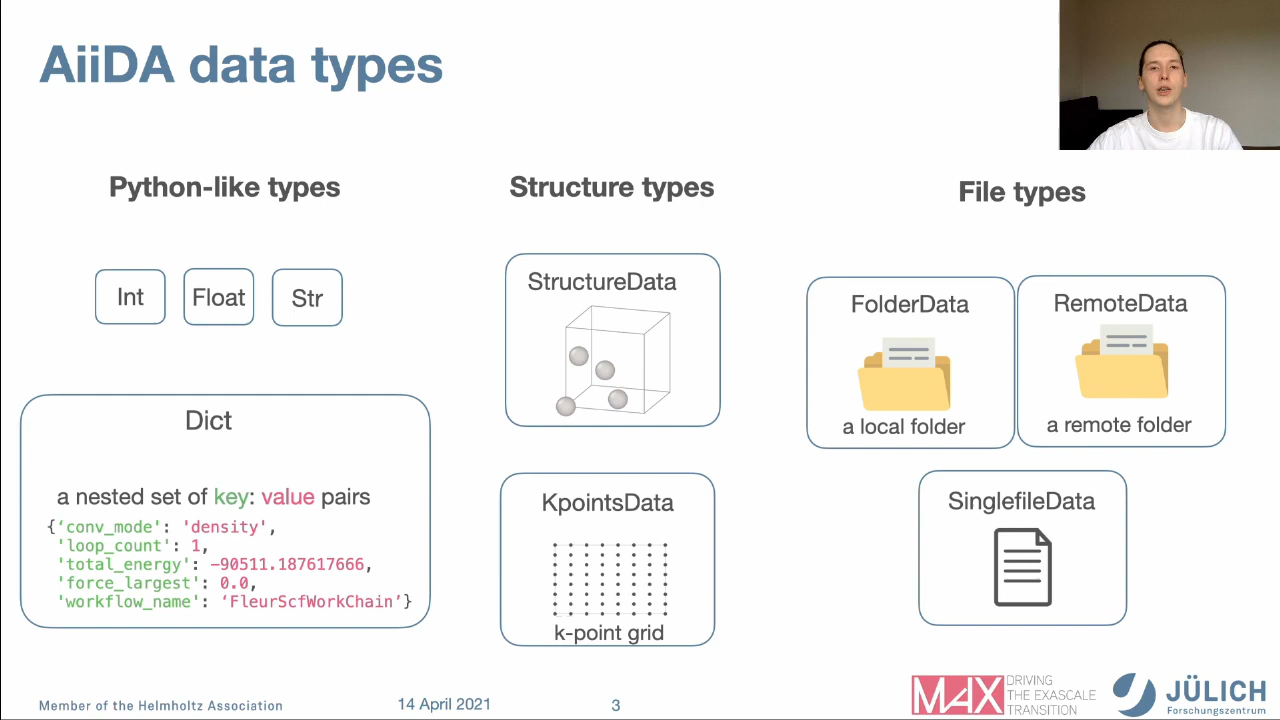 AiiDA data types
Python-like types
Int
Float
Str
Dict
a nested set of key: value pairs
{‘conv_mode': 'density',
'loop_count': 1,
'total_energy': -90511.187617666,
'force_largest': 0.0,
'workflow_name': ‘FleurScfWorkChain’}
Structure types
StructureData
KpointsData
k-point grid
File types
FolderData
a local folder
RemoteData
a remote folder
SinglefileData
Member of the Helmholtz Association
14 April 2021
3
MAX
DRIVING
THE EXASCALE
TRANSITION
JÜLICH
Forschungszentrum